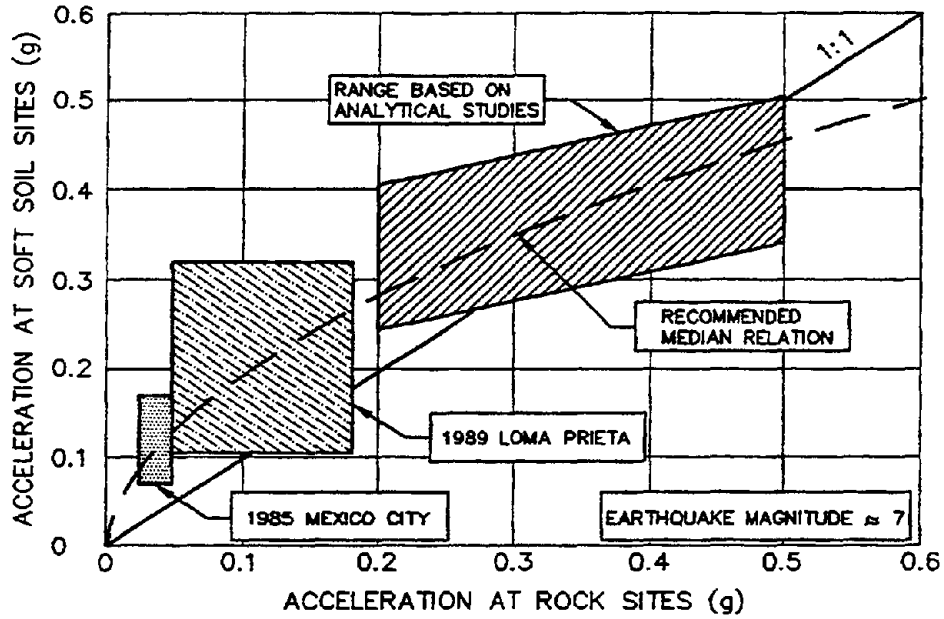 ACCELERATION AT SOFT SOIL SITES (g)
0.6
0.5
0.4
0.3
0.2
0.1
0
1:1
RANGE BASED ON
ANALYTICAL STUDIES
RECOMMENDED
MEDIAN RELATION
1989 LOMA PRIETA
1985 MEXICO CITY
EARTHQUAKE MAGNITUDE ≈ 7
0
0.1
0.2
0.3
0.4
0.5
0.6
ACCELERATION AT ROCK SITES (g)